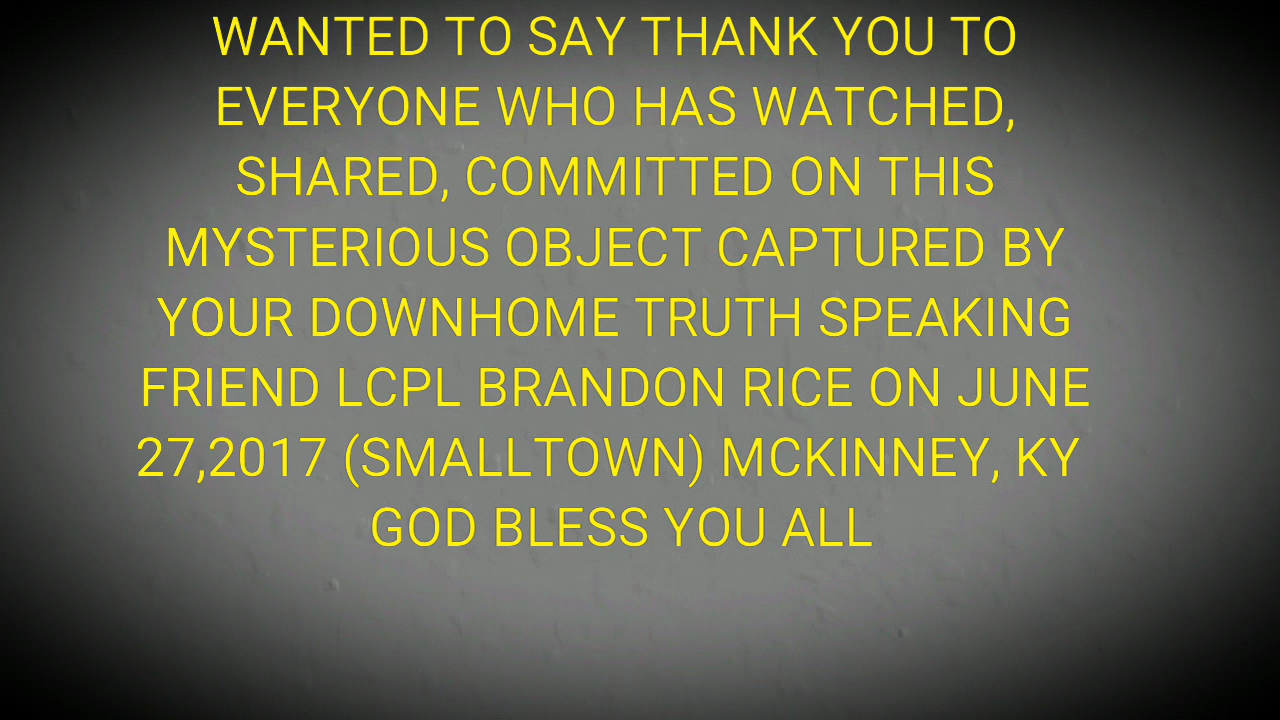 WANTED TO SAY THANK YOU TO
EVERYONE WHO HAS WATCHED,
SHARED, COMMITTED ON THIS
MYSTERIOUS OBJECT CAPTURED BY
YOUR DOWNHOME TRUTH SPEAKING
FRIEND LCPL BRANDON RICE ON JUNE
27,2017 (SMALLTOWN) MCKINNEY, KY
GOD BLESS YOU ALL